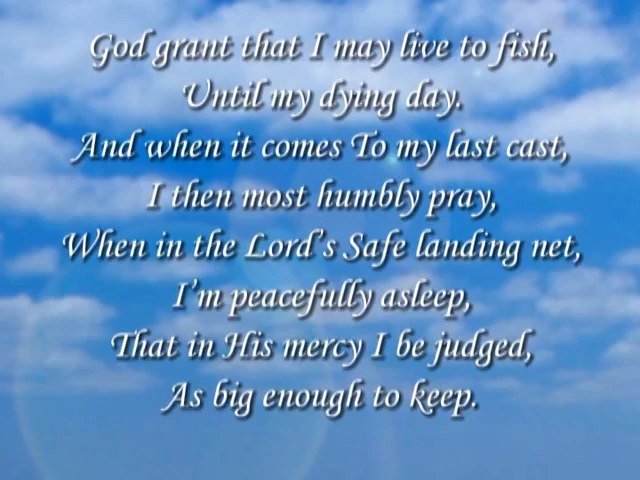 God grant that I may live to fish,
Until my dying day.
And when it comes To my last cast,
I then most humbly pray,
When in the Lord's Safe landing net,
I'm peacefully asleep,
That in His mercy I be judged,
As big enough to keep.